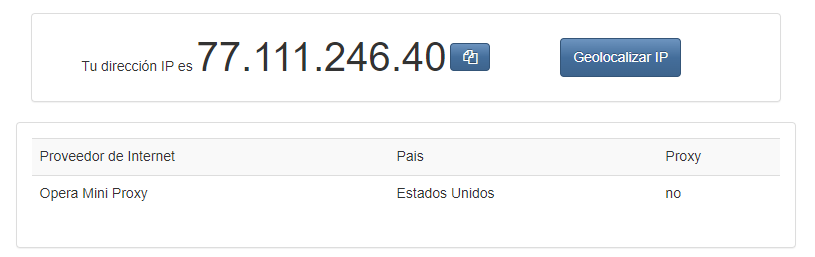 Tu dirección IP es 77.111.246.40 Geolocalizar IP
Proveedor de Internet Pais Proxy
Opera Mini Proxy Estados Unidos no